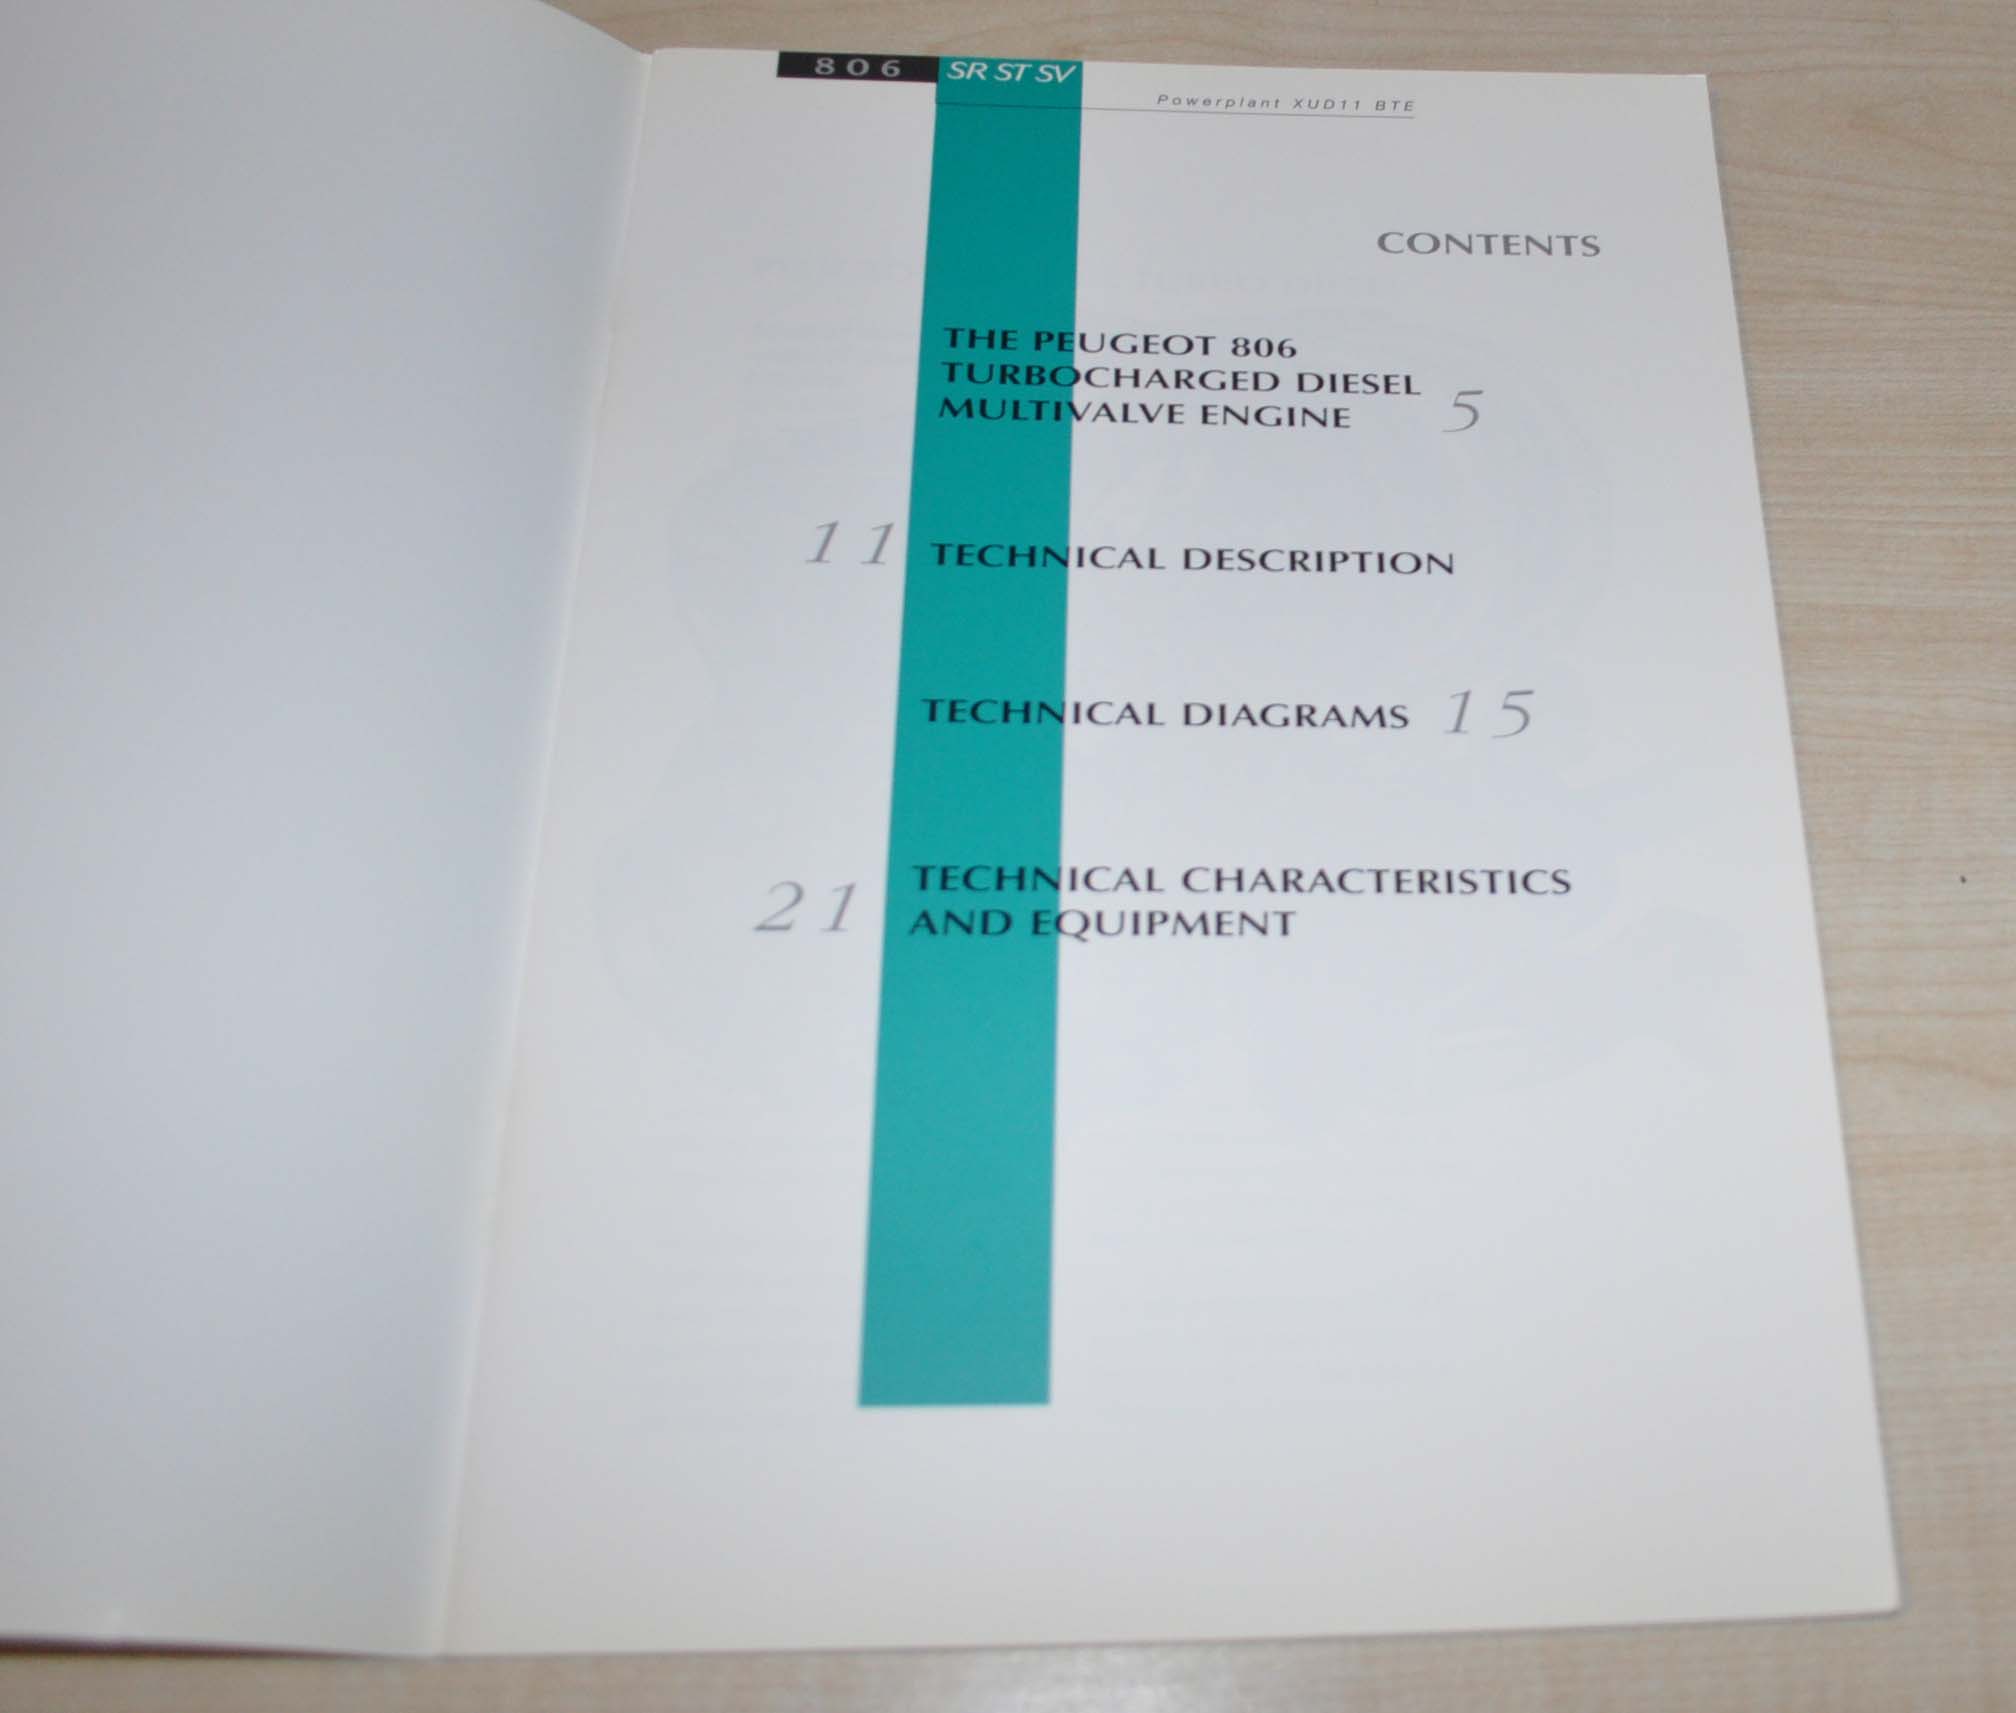 806 SR ST SV
Powerplant XUD11 BTE
CONTENTS
THE PEUGEOT 806
TURBOCHARGED DIESEL
MULTIVALVE ENGINE 5
11 TECHNICAL DESCRIPTION
TECHNICAL DIAGRAMS 15
21 TECHNICAL CHARACTERISTICS
AND EQUIPMENT